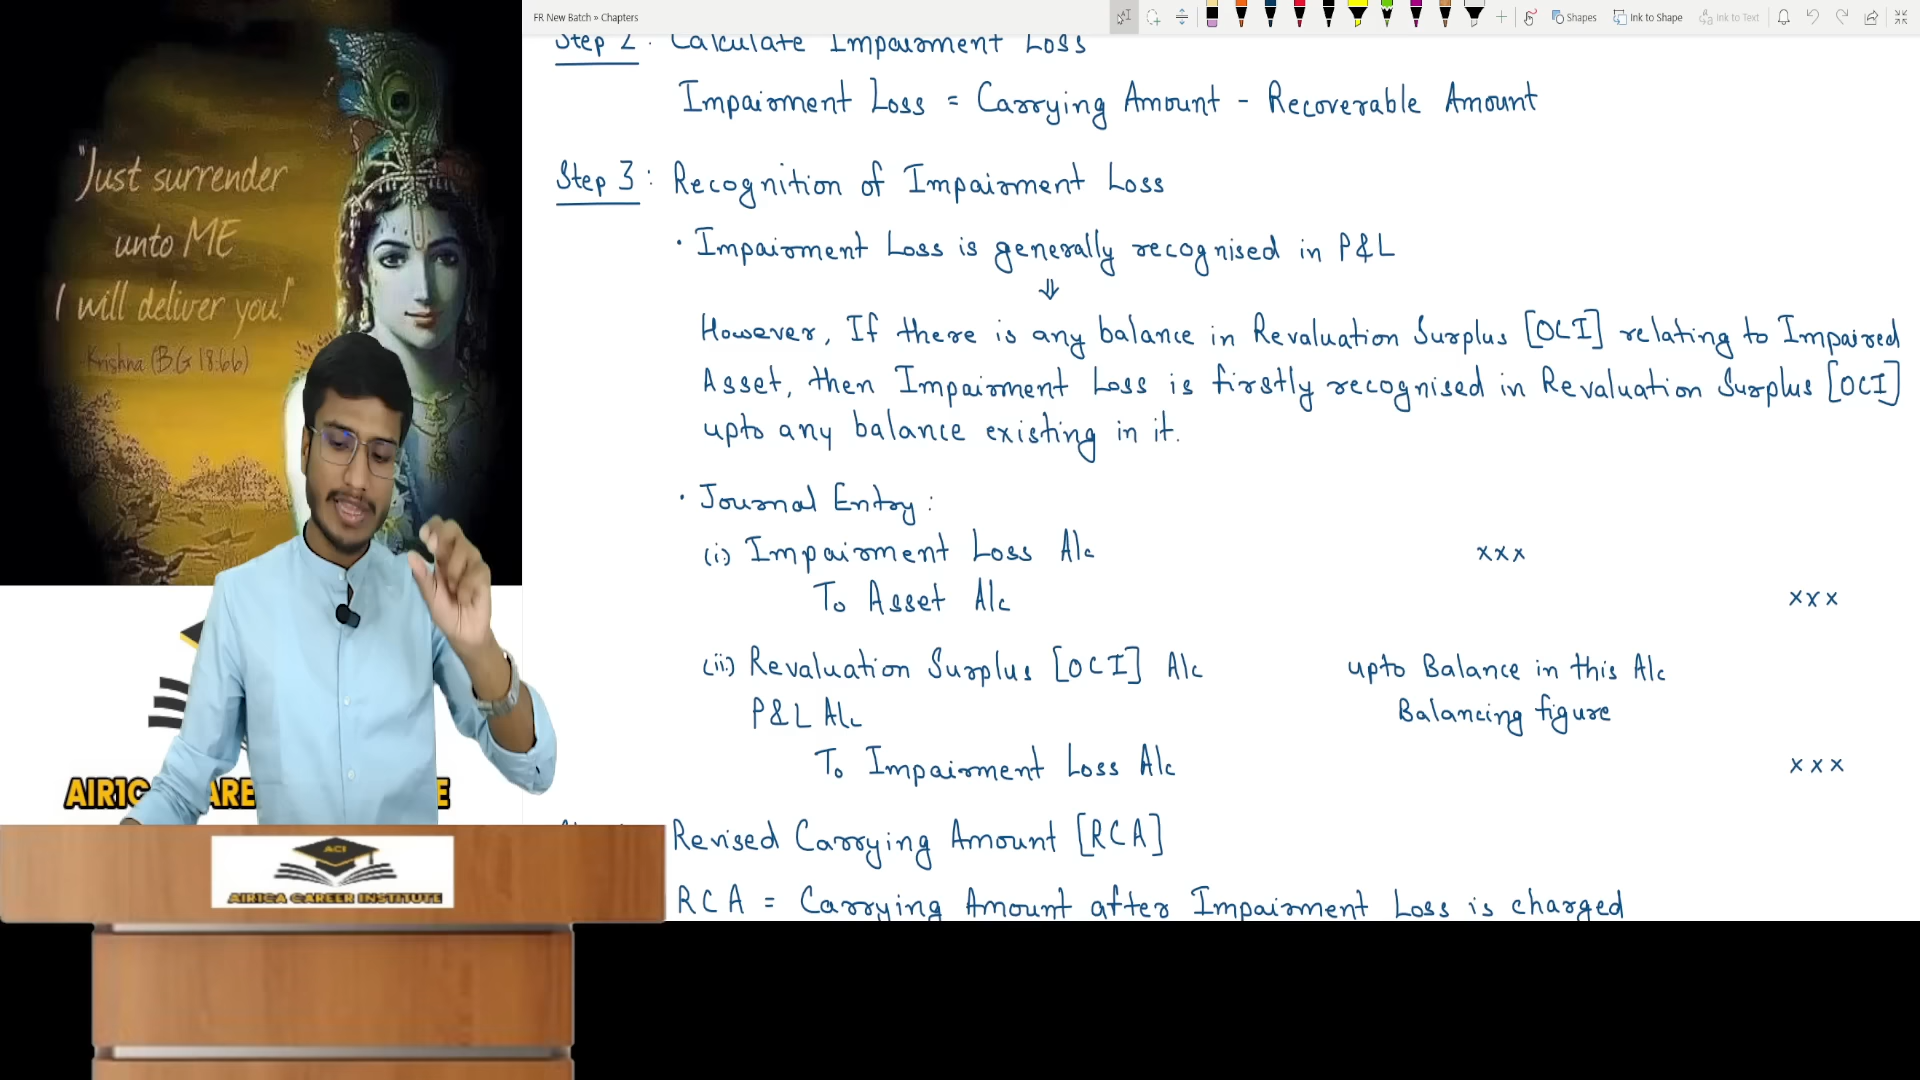 FR New Batch » Chapters
Shapes
Ink to Shape
Ink to Text
"Just surrender
unto ME
I will deliver you!"
Krishna (B.G 18:66)
Step 2 : Calculate Impairment Loss
Impairment Loss = Carrying Amount - Recoverable Amount
Step 3 : Recognition of Impairment Loss
• Impairment Loss is generally recognised in P&L
⇓
However, If there is any balance in Revaluation Surplus [OCI] relating to Impaired
Asset, then Impairment Loss is firstly recognised in Revaluation Surplus [OCI]
upto any balance existing in it.
• Journal Entry :
(i) Impairment Loss A/c xxx
To Asset A/c xxx
(ii) Revaluation Surplus [OCI] A/c upto Balance in this A/c
P&L A/c Balancing figure
To Impairment Loss A/c xxx
Revised Carrying Amount [RCA]
RCA = Carrying Amount after Impairment Loss is charged
ACI
AIR1CA CAREER INSTITUTE